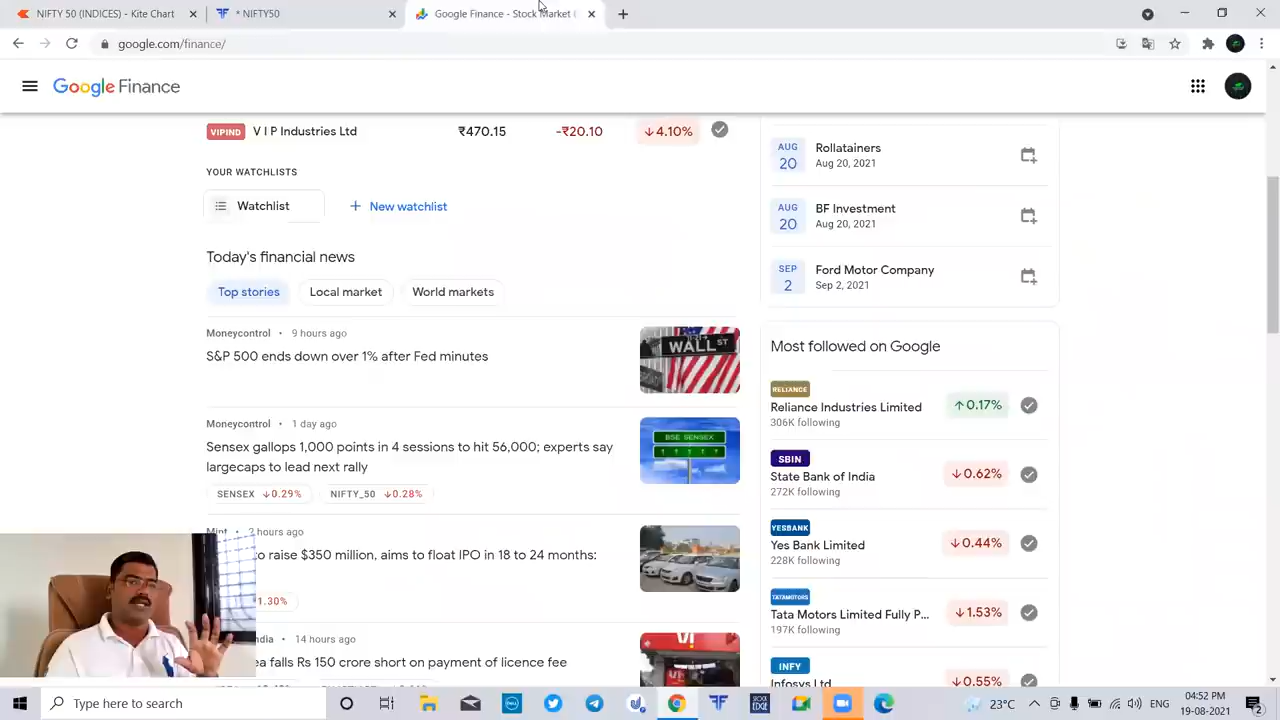 NIFTY 50 (INDICES) - Kite Chart
* NIFTY50
Google Finance - Stock Market
google.com/finance/
Google Finance
VIPIND V I P Industries Ltd ₹470.15 -₹20.10 ↓4.10%
YOUR WATCHLISTS
Watchlist
+ New watchlist
Today's financial news
Top stories Local market World markets
Moneycontrol • 9 hours ago
S&P 500 ends down over 1% after Fed minutes
Moneycontrol • 1 day ago
Sensex gallops 1,000 points in 4 sessions to hit 56,000; experts say
largecaps to lead next rally
SENSEX ↓0.29% NIFTY_50 ↓0.28%
Mint • 2 hours ago
to raise $350 million, aims to float IPO in 18 to 24 months:
1.30%
14 hours ago
falls Rs 150 crore short on payment of licence fee
AUG
20
Rollatainers
Aug 20, 2021
AUG
20
BF Investment
Aug 20, 2021
SEP
2
Ford Motor Company
Sep 2, 2021
Most followed on Google
RELIANCE
Reliance Industries Limited
306K following
↑0.17%
SBIN
State Bank of India
272K following
↓0.62%
YESBANK
Yes Bank Limited
228K following
↓0.44%
TATAMOTORS
Tata Motors Limited Fully P...
197K following
↓1.53%
INFY
Infosys Ltd
↓0.55%
WALL ST
BSE SENSEX
Type here to search
DELL
STOCK
EDGE
23°C
ENG
04:52 PM
19-08-2021
2